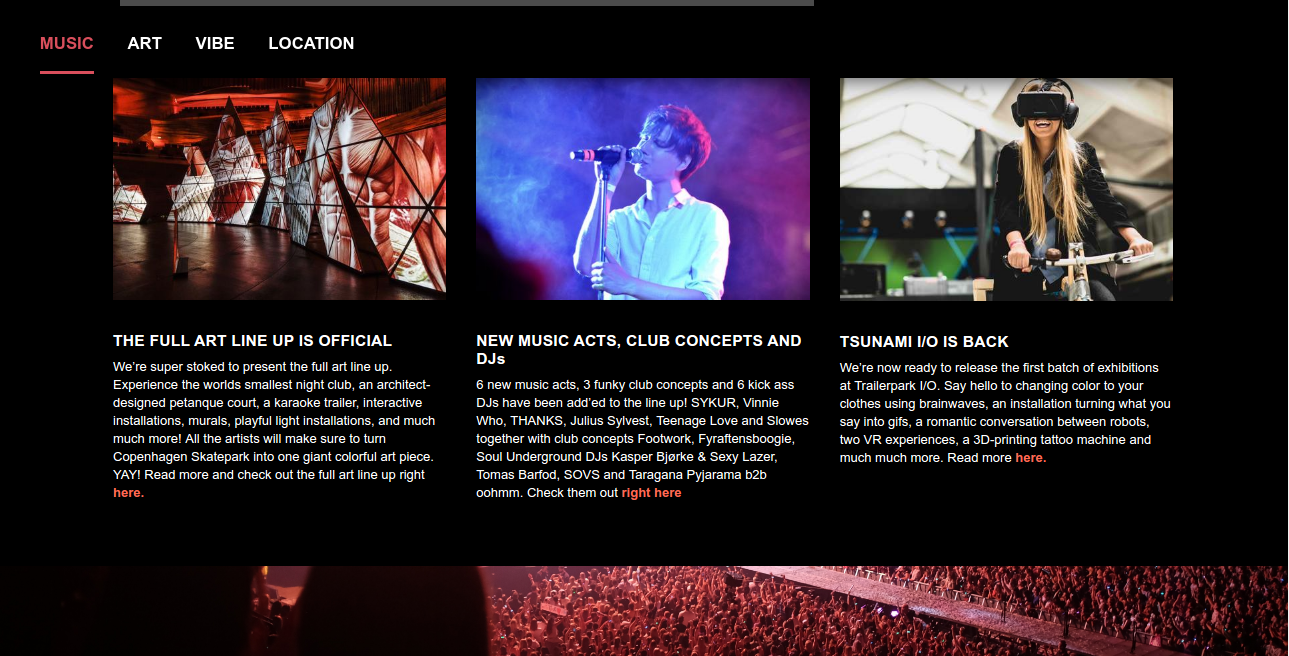 MUSIC ART VIBE LOCATION
THE FULL ART LINE UP IS OFFICIAL
We're super stoked to present the full art line up.
Experience the worlds smallest night club, an architect-
designed petanque court, a karaoke trailer, interactive
installations, murals, playful light installations, and much
much more! All the artists will make sure to turn
Copenhagen Skatepark into one giant colorful art piece.
YAY! Read more and check out the full art line up right
here.
NEW MUSIC ACTS, CLUB CONCEPTS AND
DJs
6 new music acts, 3 funky club concepts and 6 kick ass
DJs have been add'ed to the line up! SYKUR, Vinnie
Who, THANKS, Julius Sylvest, Teenage Love and Slowes
together with club concepts Footwork, Fyraftensboogie,
Soul Underground DJs Kasper Bjørke & Sexy Lazer,
Tomas Barfod, SOVS and Taragana Pyjarama b2b
oohmm. Check them out right here
TSUNAMI I/O IS BACK
We're now ready to release the first batch of exhibitions
at Trailerpark I/O. Say hello to changing color to your
clothes using brainwaves, an installation turning what you
say into gifs, a romantic conversation between robots,
two VR experiences, a 3D-printing tattoo machine and
much much more. Read more here.